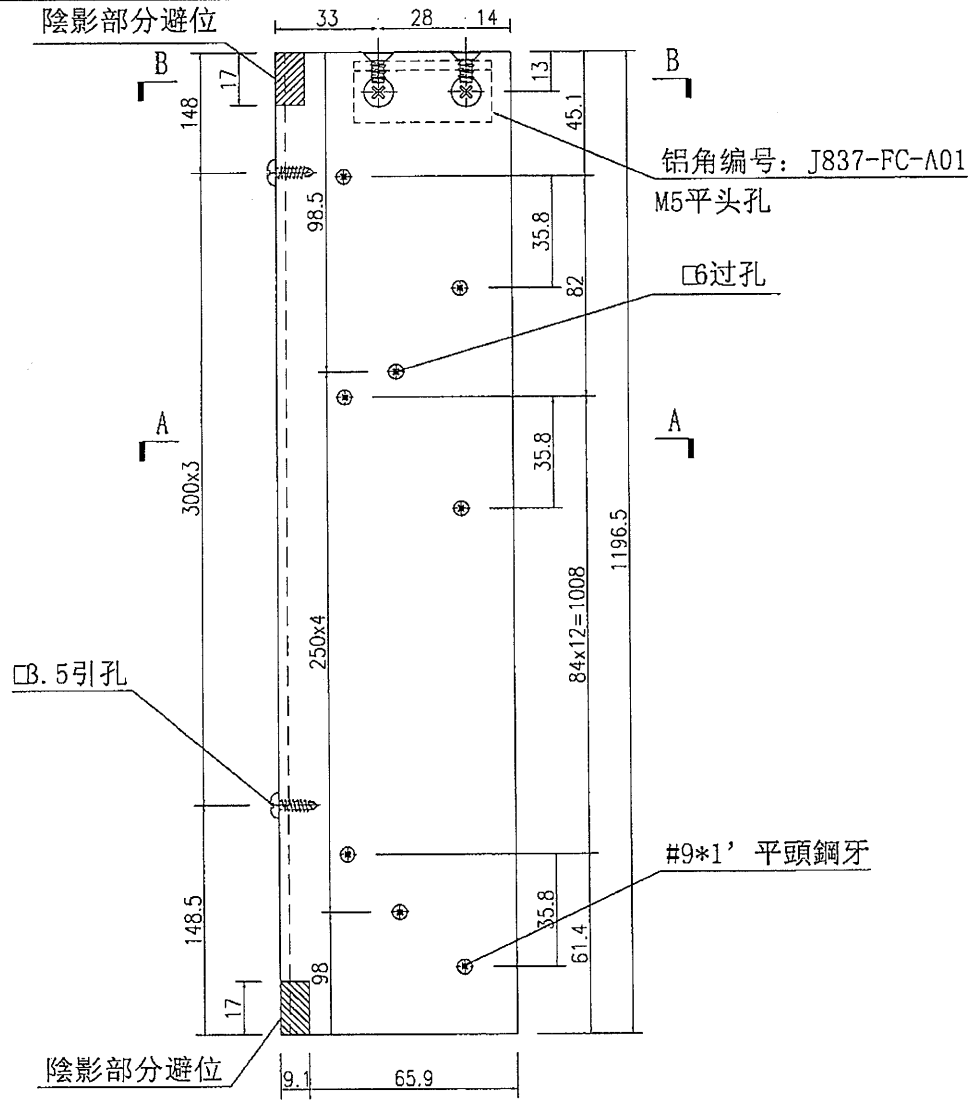 陰影部分避位
33 28 14
B
B
17
13
148
45.1
铝角编号: J837-FC-A01
M5平头孔
98.5
35.8
82
□6过孔
A
A
35.8
300x3
1196.5
250x4
84x12=1008
□3.5引孔
#9*1' 平頭鋼牙
35.8
148.5
61.4
98
17
陰影部分避位
9.1 65.9